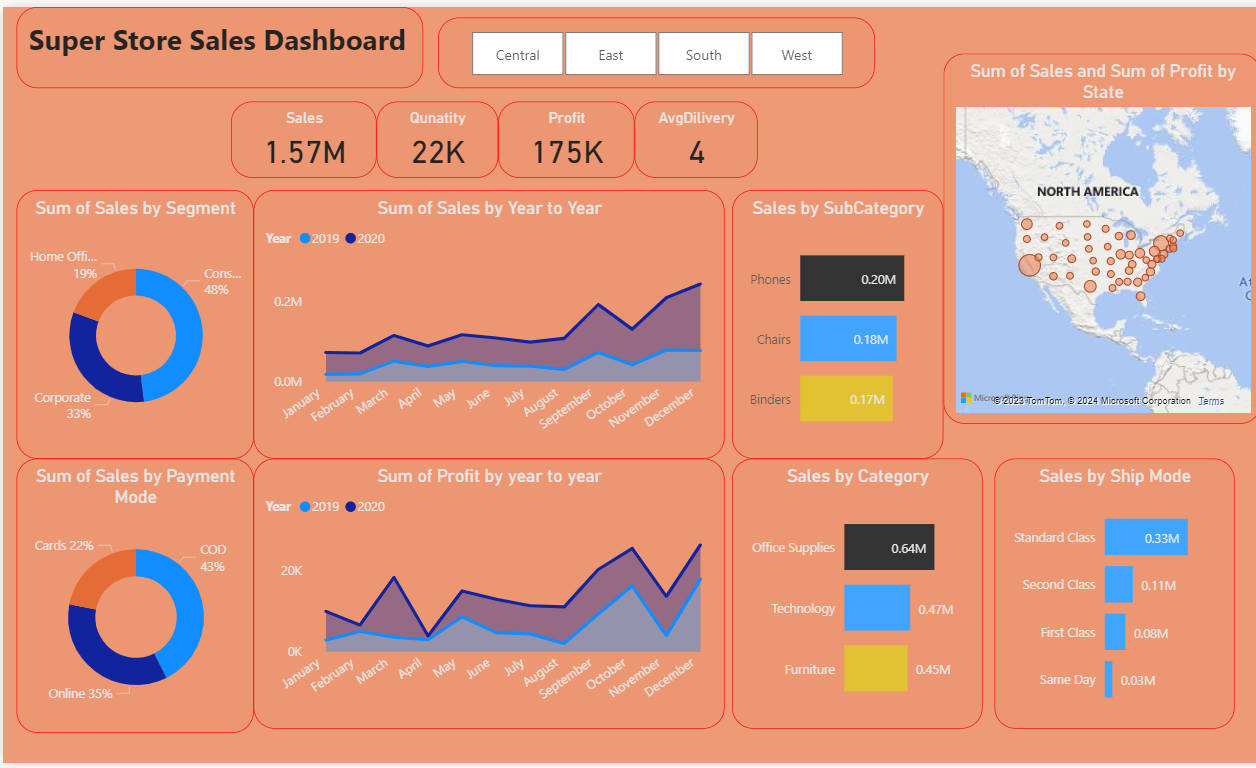 Super Store Sales Dashboard
Central
East
South
West
Sales
1.57M
Qunatity
22K
Profit
175K
AvgDilivery
4
Sum of Sales and Sum of Profit by
State
NORTH AMERICA
© 2023 TomTom, © 2024 Microsoft Corporation Terms
Sum of Sales by Segment
Home Offi...
19%
Cons...
48%
Corporate
33%
Sum of Sales by Year to Year
Year 2019 2020
0.2M
0.0M
January
February
March
April
May
June
July
August
September
October
November
December
Sales by SubCategory
Phones 0.20M
Chairs 0.18M
Binders 0.17M
Sum of Sales by Payment
Mode
Cards 22%
COD
43%
Online 35%
Sum of Profit by year to year
Year 2019 2020
20K
0K
January
February
March
April
May
June
July
August
September
October
November
December
Sales by Category
Office Supplies 0.64M
Technology 0.47M
Furniture 0.45M
Sales by Ship Mode
Standard Class 0.33M
Second Class 0.11M
First Class 0.08M
Same Day 0.03M